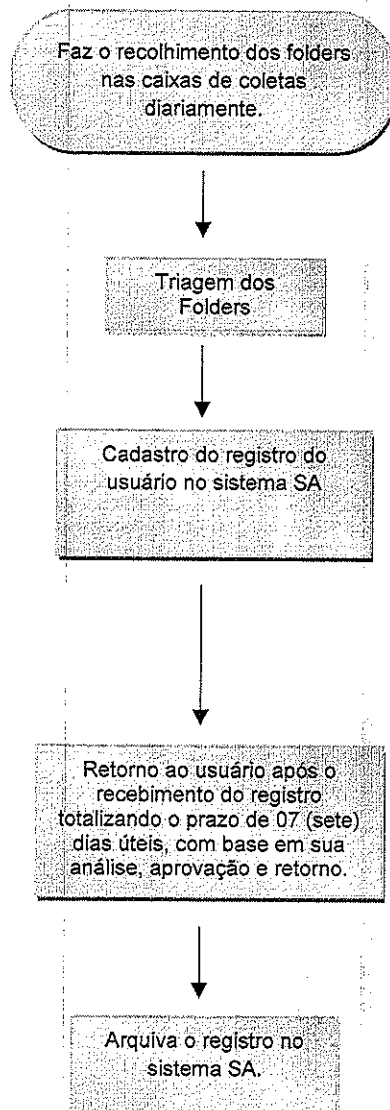 Faz o recolhimento dos folders
nas caixas de coletas
diariamente.
Triagem dos
Folders
Cadastro do registro do
usuário no sistema SA
Retorno ao usuário após o
recebimento do registro
totalizando o prazo de 07 (sete)
dias úteis, com base em sua
análise, aprovação e retorno.
Arquiva o registro no
sistema SA.